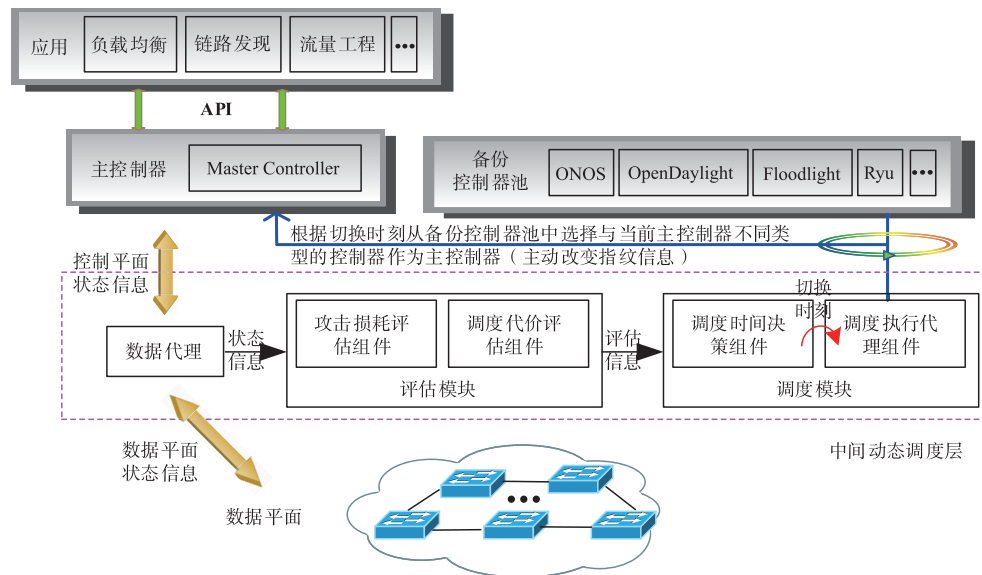 应用
负载均衡
链路发现
流量工程
•••
API
主控制器
Master Controller
备份
控制器池
ONOS
OpenDaylight
Floodlight
Ryu
•••
根据切换时刻从备份控制器池中选择与当前主控制器不同类
型的控制器作为主控制器（主动改变指纹信息）
控制平面
状态信息
切换
时刻
数据代理
状态
信息
攻击损耗评
估组件
调度代价评
估组件
评估模块
评估
信息
调度时间决
策组件
调度执行代
理组件
调度模块
数据平面
状态信息
中间动态调度层
•••
数据平面